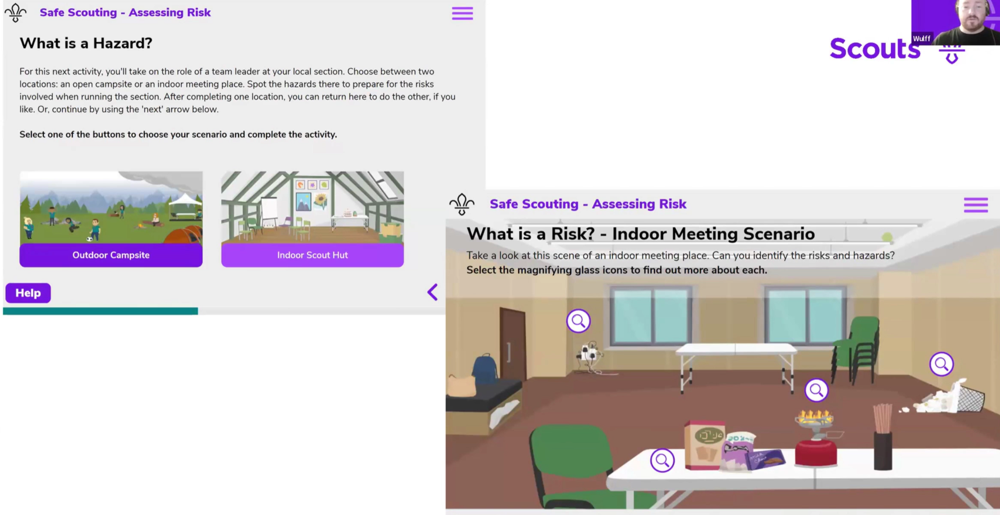 Safe Scouting - Assessing Risk
What is a Hazard?
For this next activity, you'll take on the role of a team leader at your local section. Choose between two
locations: an open campsite or an indoor meeting place. Spot the hazards there to prepare for the risks
involved when running the section. After completing one location, you can return here to do the other, if you
like. Or, continue by using the 'next' arrow below.
Select one of the buttons to choose your scenario and complete the activity.
Outdoor Campsite
Indoor Scout Hut
Help
Wulff
Scouts
Safe Scouting - Assessing Risk
What is a Risk? - Indoor Meeting Scenario
Take a look at this scene of an indoor meeting place. Can you identify the risks and hazards?
Select the magnifying glass icons to find out more about each.